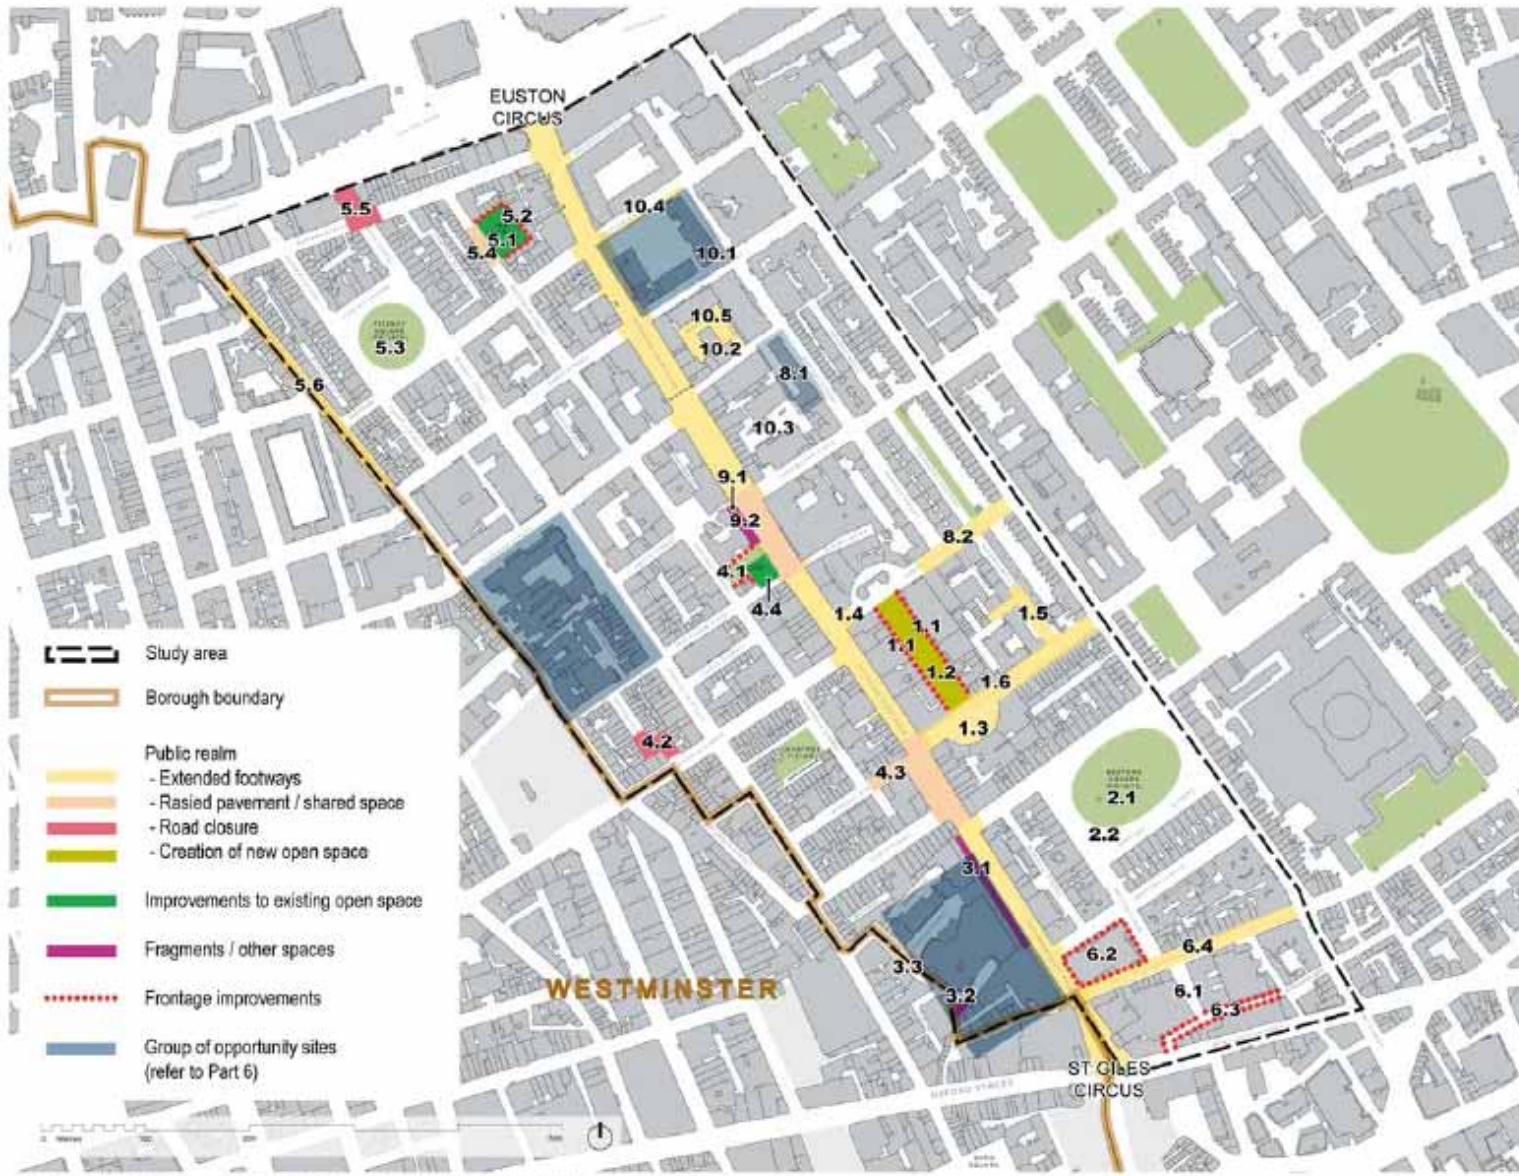 EUSTON
CIRCUS
5.5
5.2
5.1
5.4
10.4
10.1
10.5
10.2
5.3
5.6
8.1
10.3
9.1
9.2
8.2
4.1
4.4
1.4
1.1
1.1
1.5
1.2
1.6
1.3
4.2
4.3
2.1
2.2
3.1
6.2
6.4
3.3
3.2
6.1
6.3
WESTMINSTER
ST GILES
CIRCUS
OXFORD STREET
Study area
Borough boundary
Public realm
- Extended footways
- Rasied pavement / shared space
- Road closure
- Creation of new open space
Improvements to existing open space
Fragments / other spaces
Frontage improvements
Group of opportunity sites
(refer to Part 6)
0 Metres 100